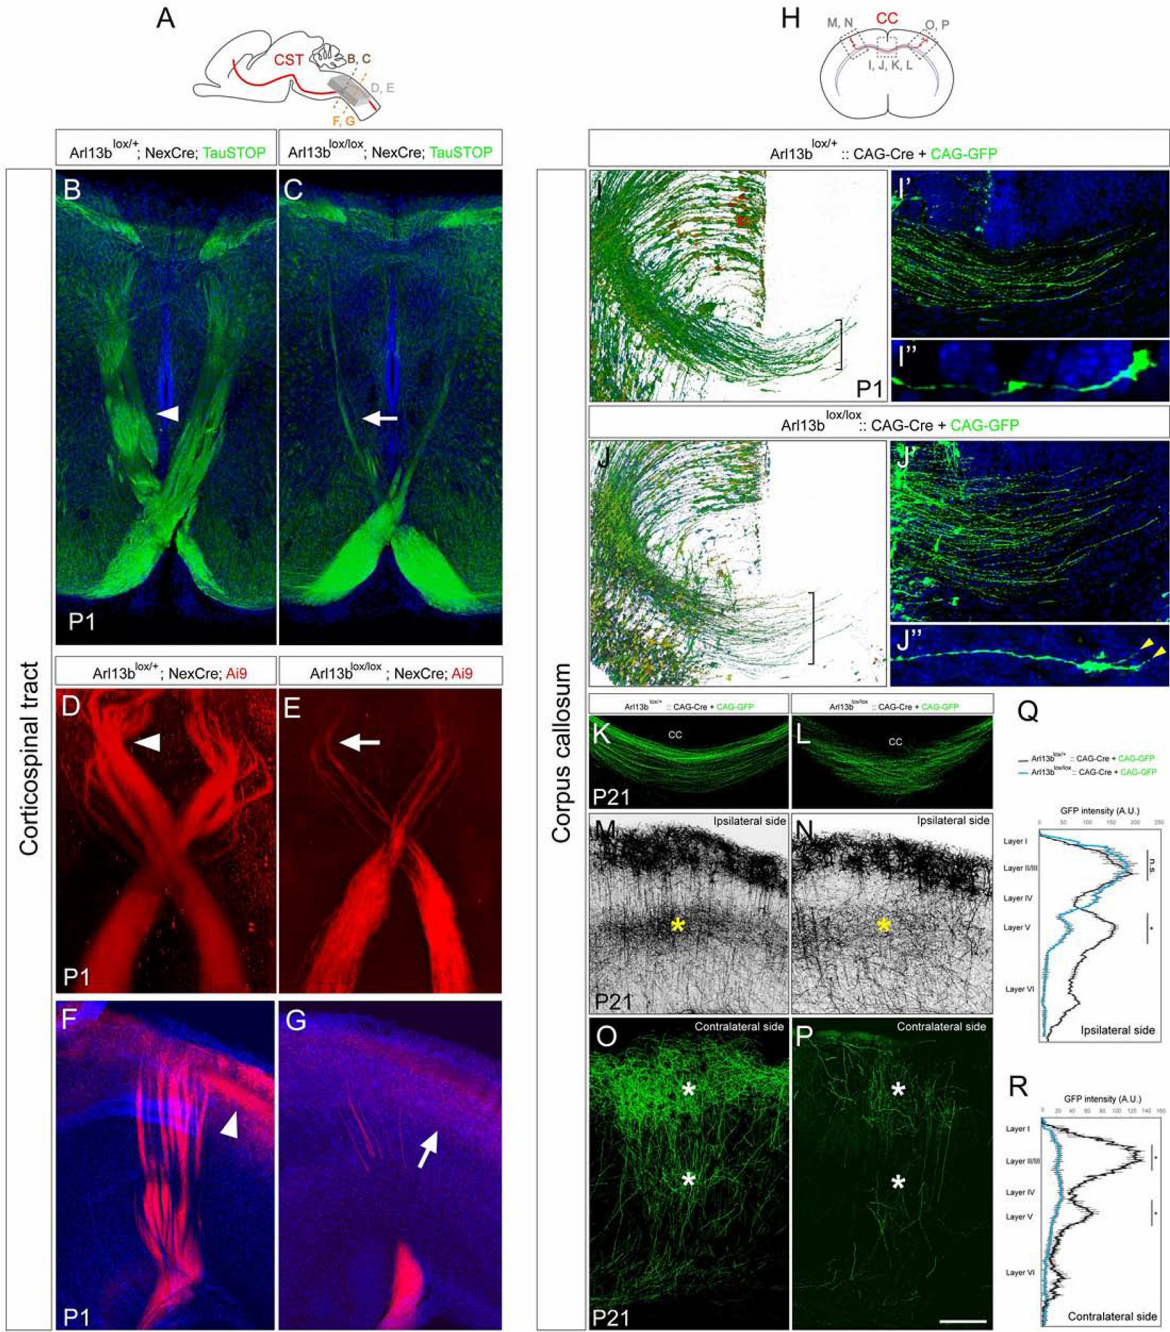 A
CST
B, C
D, E
F, G
H
M, N
CC
O, P
I, J, K, L
Corticospinal tract
Arl13b lox/+ ; NexCre; TauSTOP
Arl13b lox/lox ; NexCre; TauSTOP
B
C
P1
Arl13b lox/+ ; NexCre; Ai9
Arl13b lox/lox ; NexCre; Ai9
D
E
P1
F
G
P1
Corpus callosum
Arl13b lox/+ :: CAG-Cre + CAG-GFP
I
I'
P1
I''
Arl13b lox/lox :: CAG-Cre + CAG-GFP
J
J'
J''
Arl13b lox/+ :: CAG-Cre + CAG-GFP
Arl13b lox/lox :: CAG-Cre + CAG-GFP
K
CC
P21
L
CC
M
Ipsilateral side
P21
N
Ipsilateral side
O
Contralateral side
P21
P
Contralateral side
Q
Arl13b lox/+ :: CAG-Cre + CAG-GFP
Arl13b lox/lox :: CAG-Cre + CAG-GFP
GFP intensity (A.U.)
0 50 100 150 200 250
Layer I
Layer II/III
n.s.
Layer IV
Layer V
*
Layer VI
Ipsilateral side
R
GFP intensity (A.U.)
0 20 40 60 80 100 120 140 160
Layer I
Layer II/III
*
Layer IV
Layer V
*
Layer VI
Contralateral side